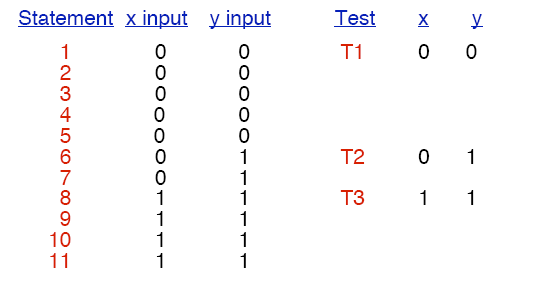 Statement x input y input Test x y
1 0 0 T1 0 0
2 0 0
3 0 0
4 0 0
5 0 0
6 0 1 T2 0 1
7 0 1
8 1 1 T3 1 1
9 1 1
10 1 1
11 1 1